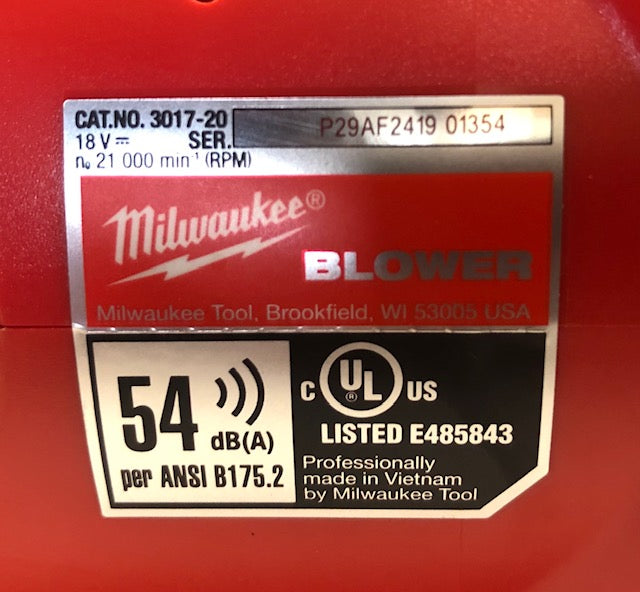 CAT.NO. 3017-20
18 V⎓ SER. P29AF2419 01354
n₀ 21 000 min⁻¹ (RPM)
Milwaukee®
BLOWER
Milwaukee Tool, Brookfield, WI 53005 USA
54 dB(A)
per ANSI B175.2
C UL® US
LISTED E485843
Professionally
made in Vietnam
by Milwaukee Tool